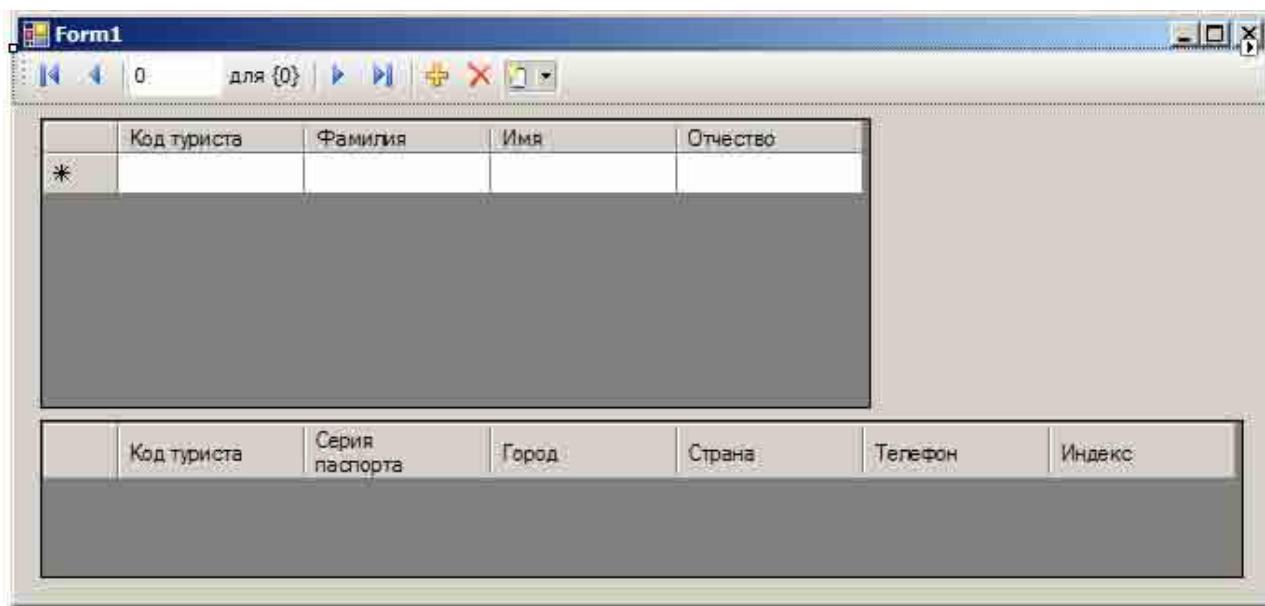 Form1
0 для {0}
Код туриста Фамилия Имя Отчество
Код туриста Серия паспорта Город Страна Телефон Индекс